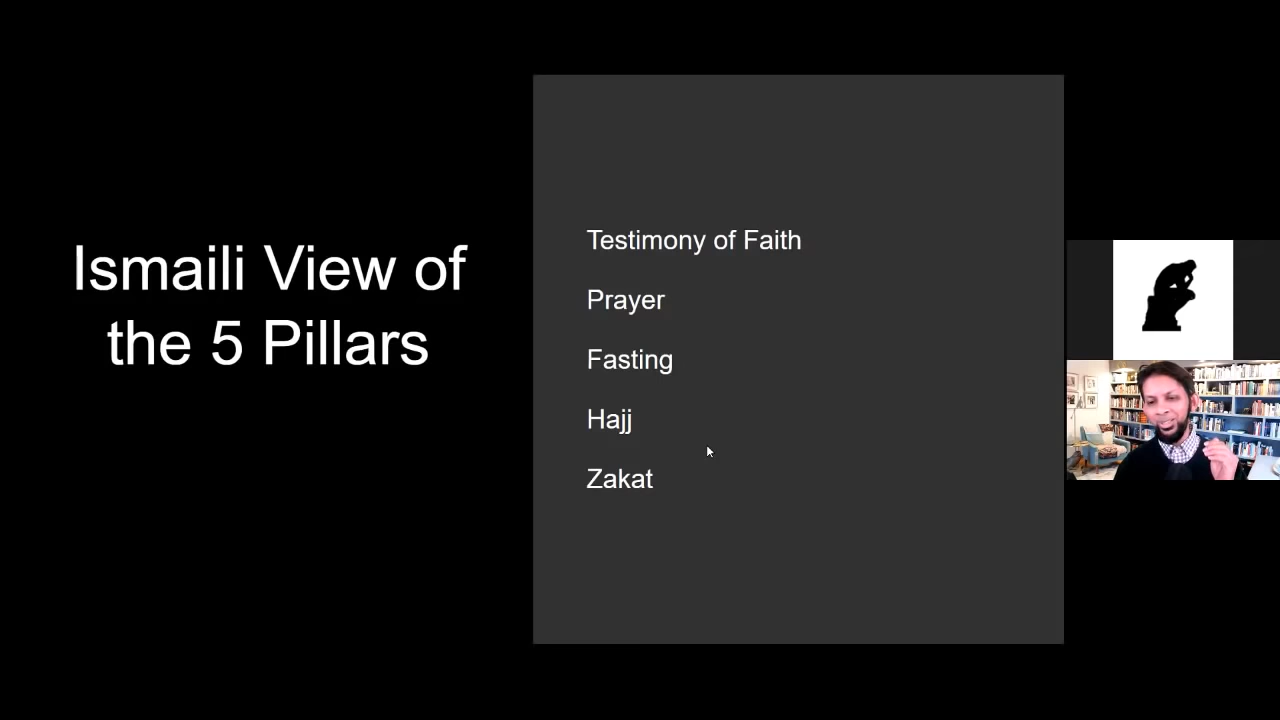 Ismaili View of
the 5 Pillars
Testimony of Faith
Prayer
Fasting
Hajj
Zakat